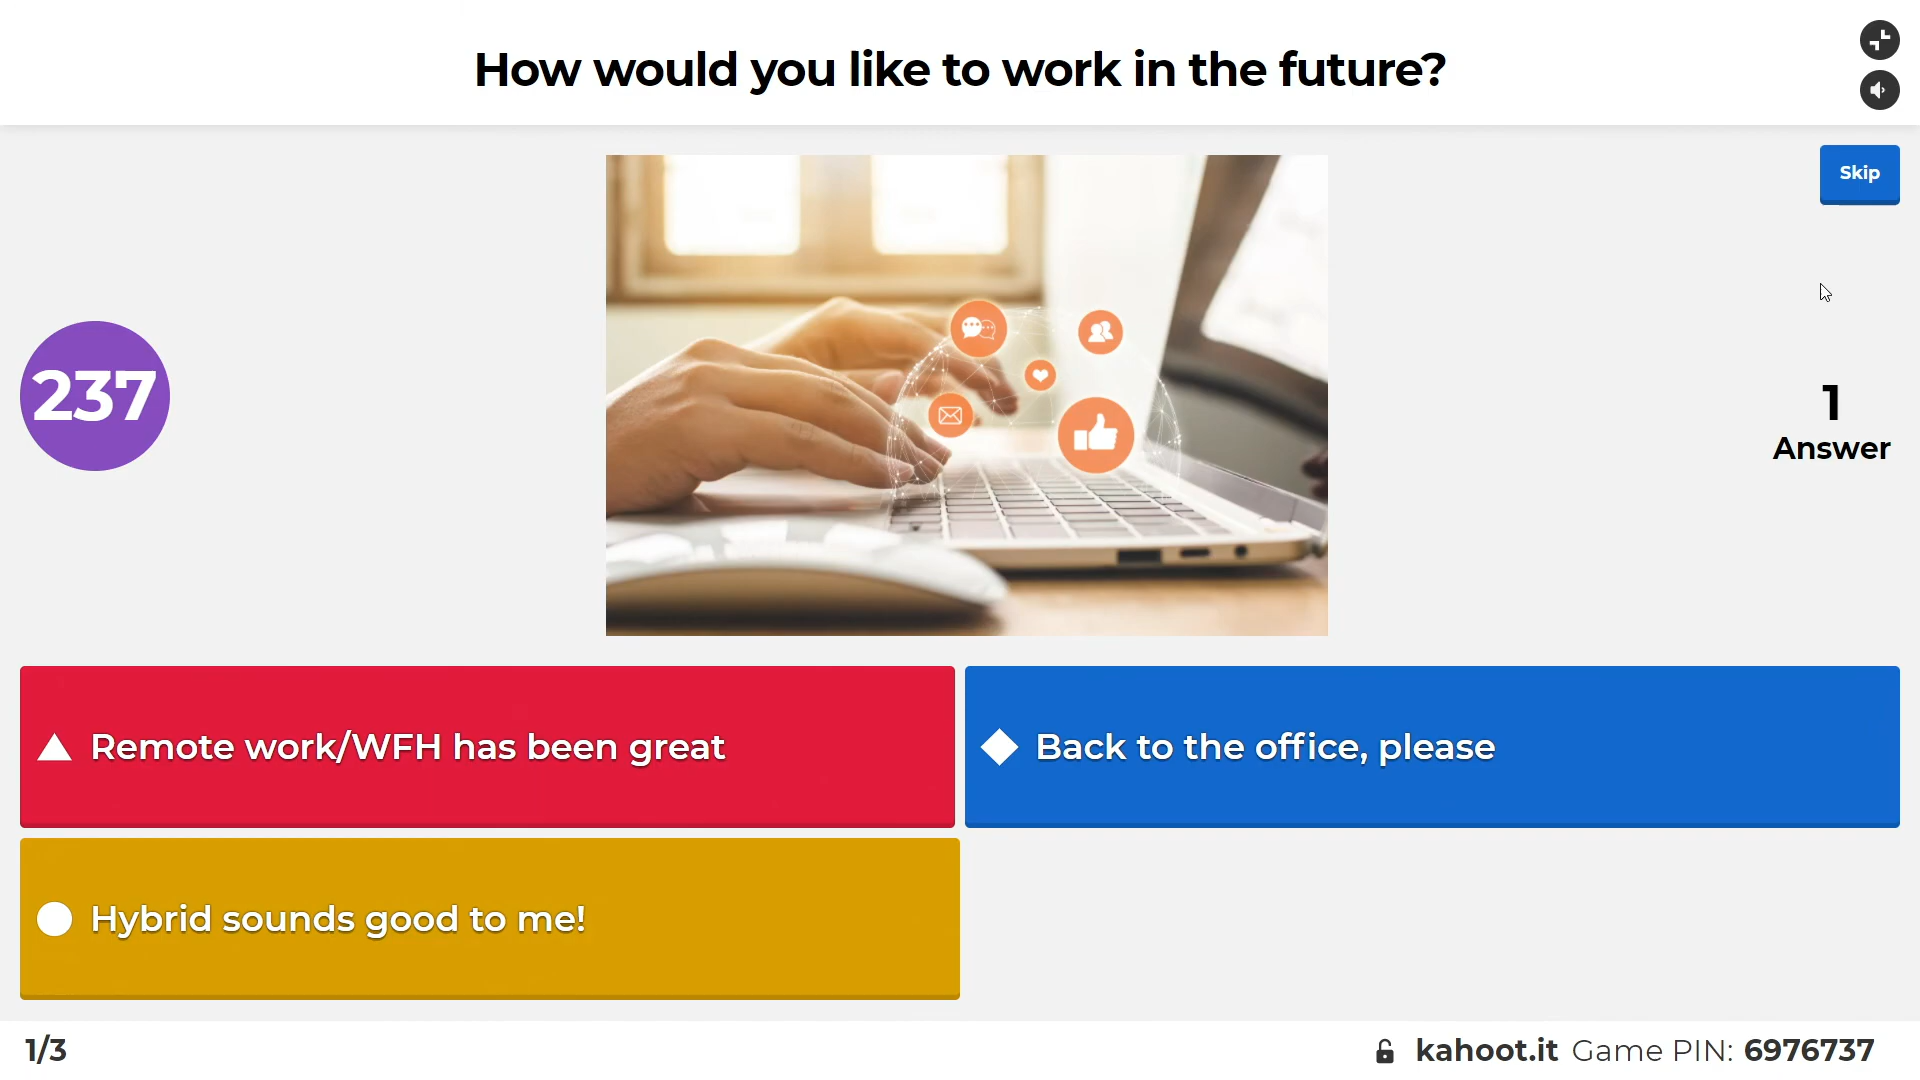 How would you like to work in the future?
Skip
237
1
Answer
Remote work/WFH has been great
Back to the office, please
Hybrid sounds good to me!
1/3
kahoot.it Game PIN: 6976737